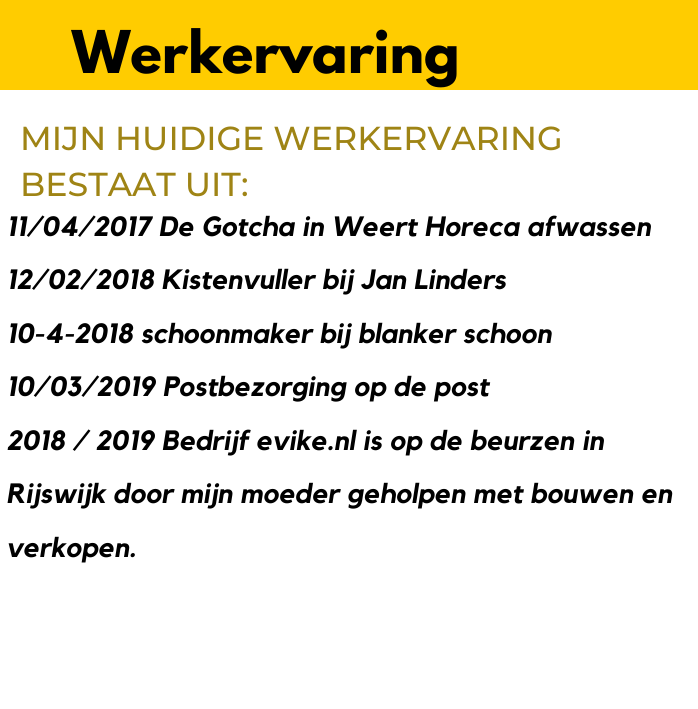 Werkervaring
MIJN HUIDIGE WERKERVARING
BESTAAT UIT:
11/04/2017 De Gotcha in Weert Horeca afwassen
12/02/2018 Kistenvuller bij Jan Linders
10-4-2018 schoonmaker bij blanker schoon
10/03/2019 Postbezorging op de post
2018 / 2019 Bedrijf evike.nl is op de beurzen in
Rijswijk door mijn moeder geholpen met bouwen en
verkopen.